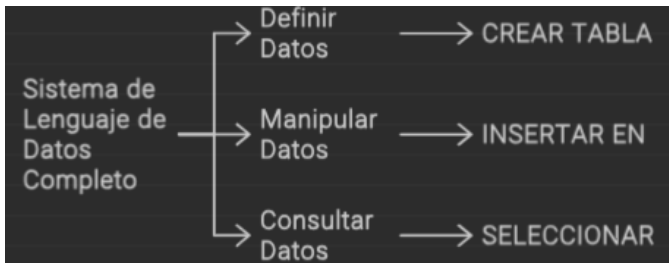 Sistema de
Lenguaje de
Datos
Completo
Definir
Datos
CREAR TABLA
Manipular
Datos
INSERTAR EN
Consultar
Datos
SELECCIONAR